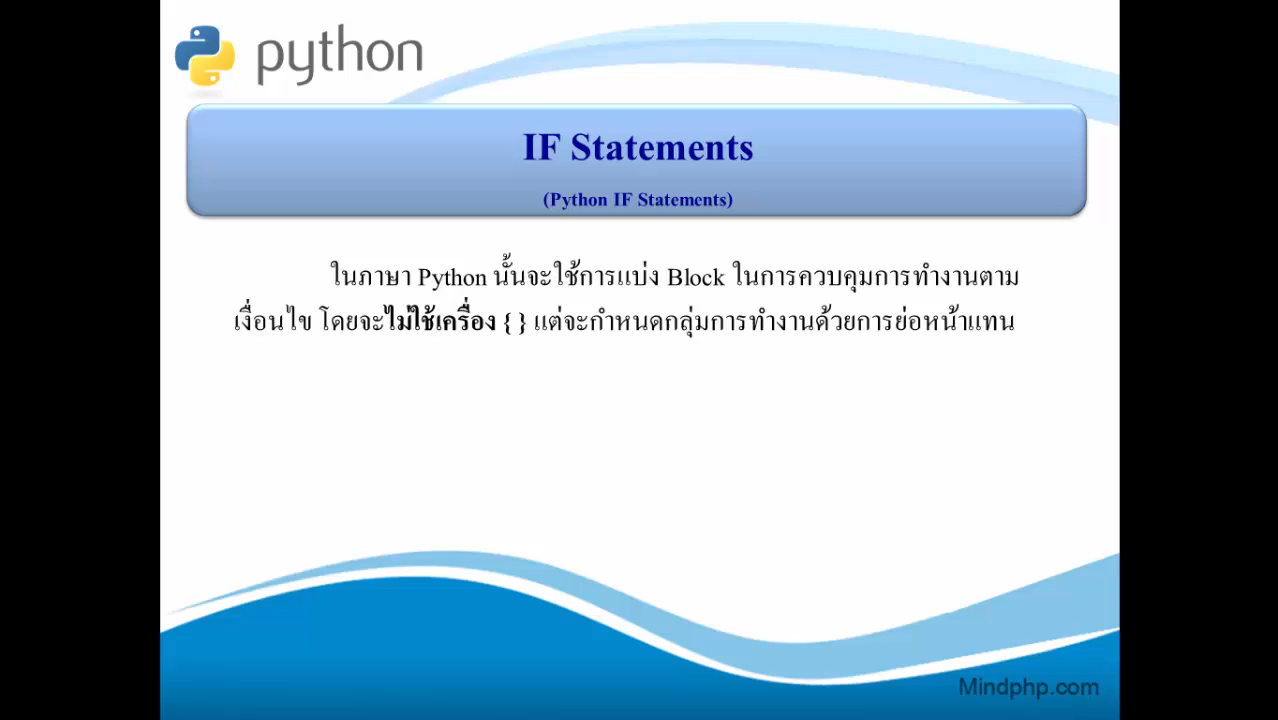 python
IF Statements
(Python IF Statements)
ในภาษา Python นั้นจะใช้การแบ่ง Block ในการควบคุมการทำงานตาม
เงื่อนไข โดยจะไม่ใช้เครื่อง { } แต่จะกำหนดกลุ่มการทำงานด้วยการย่อหน้าแทน
Mindphp.com